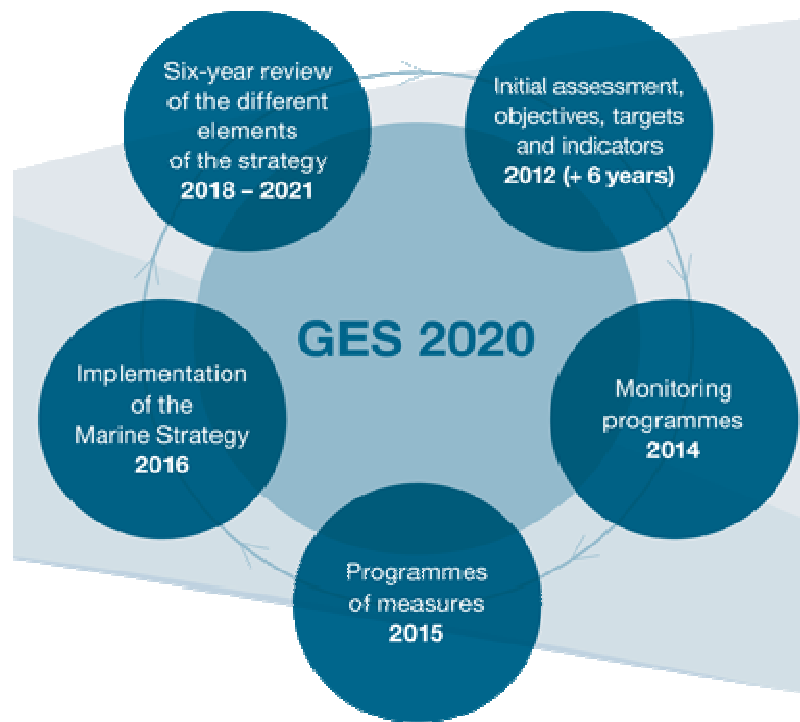 Six-year review
of the different
elements
of the strategy
2018 – 2021
Initial assessment,
objectives, targets
and indicators
2012 (+ 6 years)
GES 2020
Implementation
of the
Marine Strategy
2016
Monitoring
programmes
2014
Programmes
of measures
2015